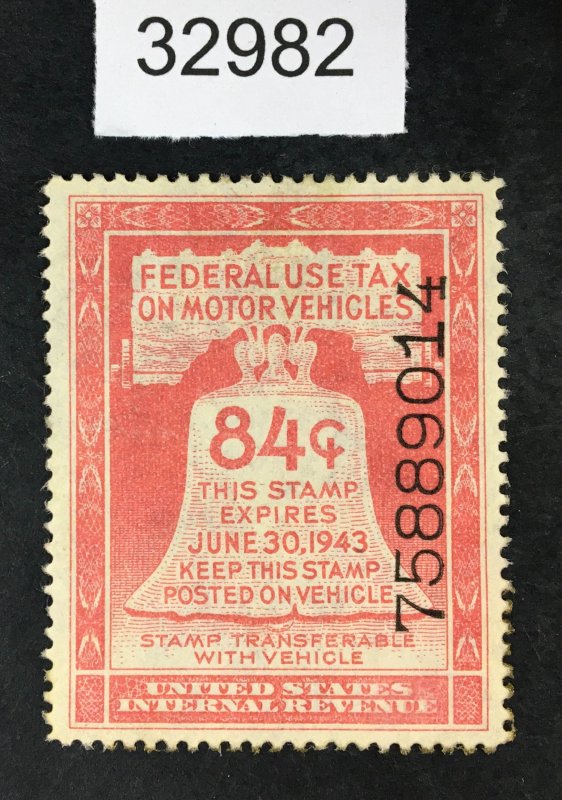 32982
FEDERAL USE TAX
ON MOTOR VEHICLES
84¢
THIS STAMP
EXPIRES
JUNE 30, 1943
KEEP THIS STAMP
POSTED ON VEHICLE
STAMP TRANSFERABLE
WITH VEHICLE
UNITED STATES
INTERNAL REVENUE
75889014